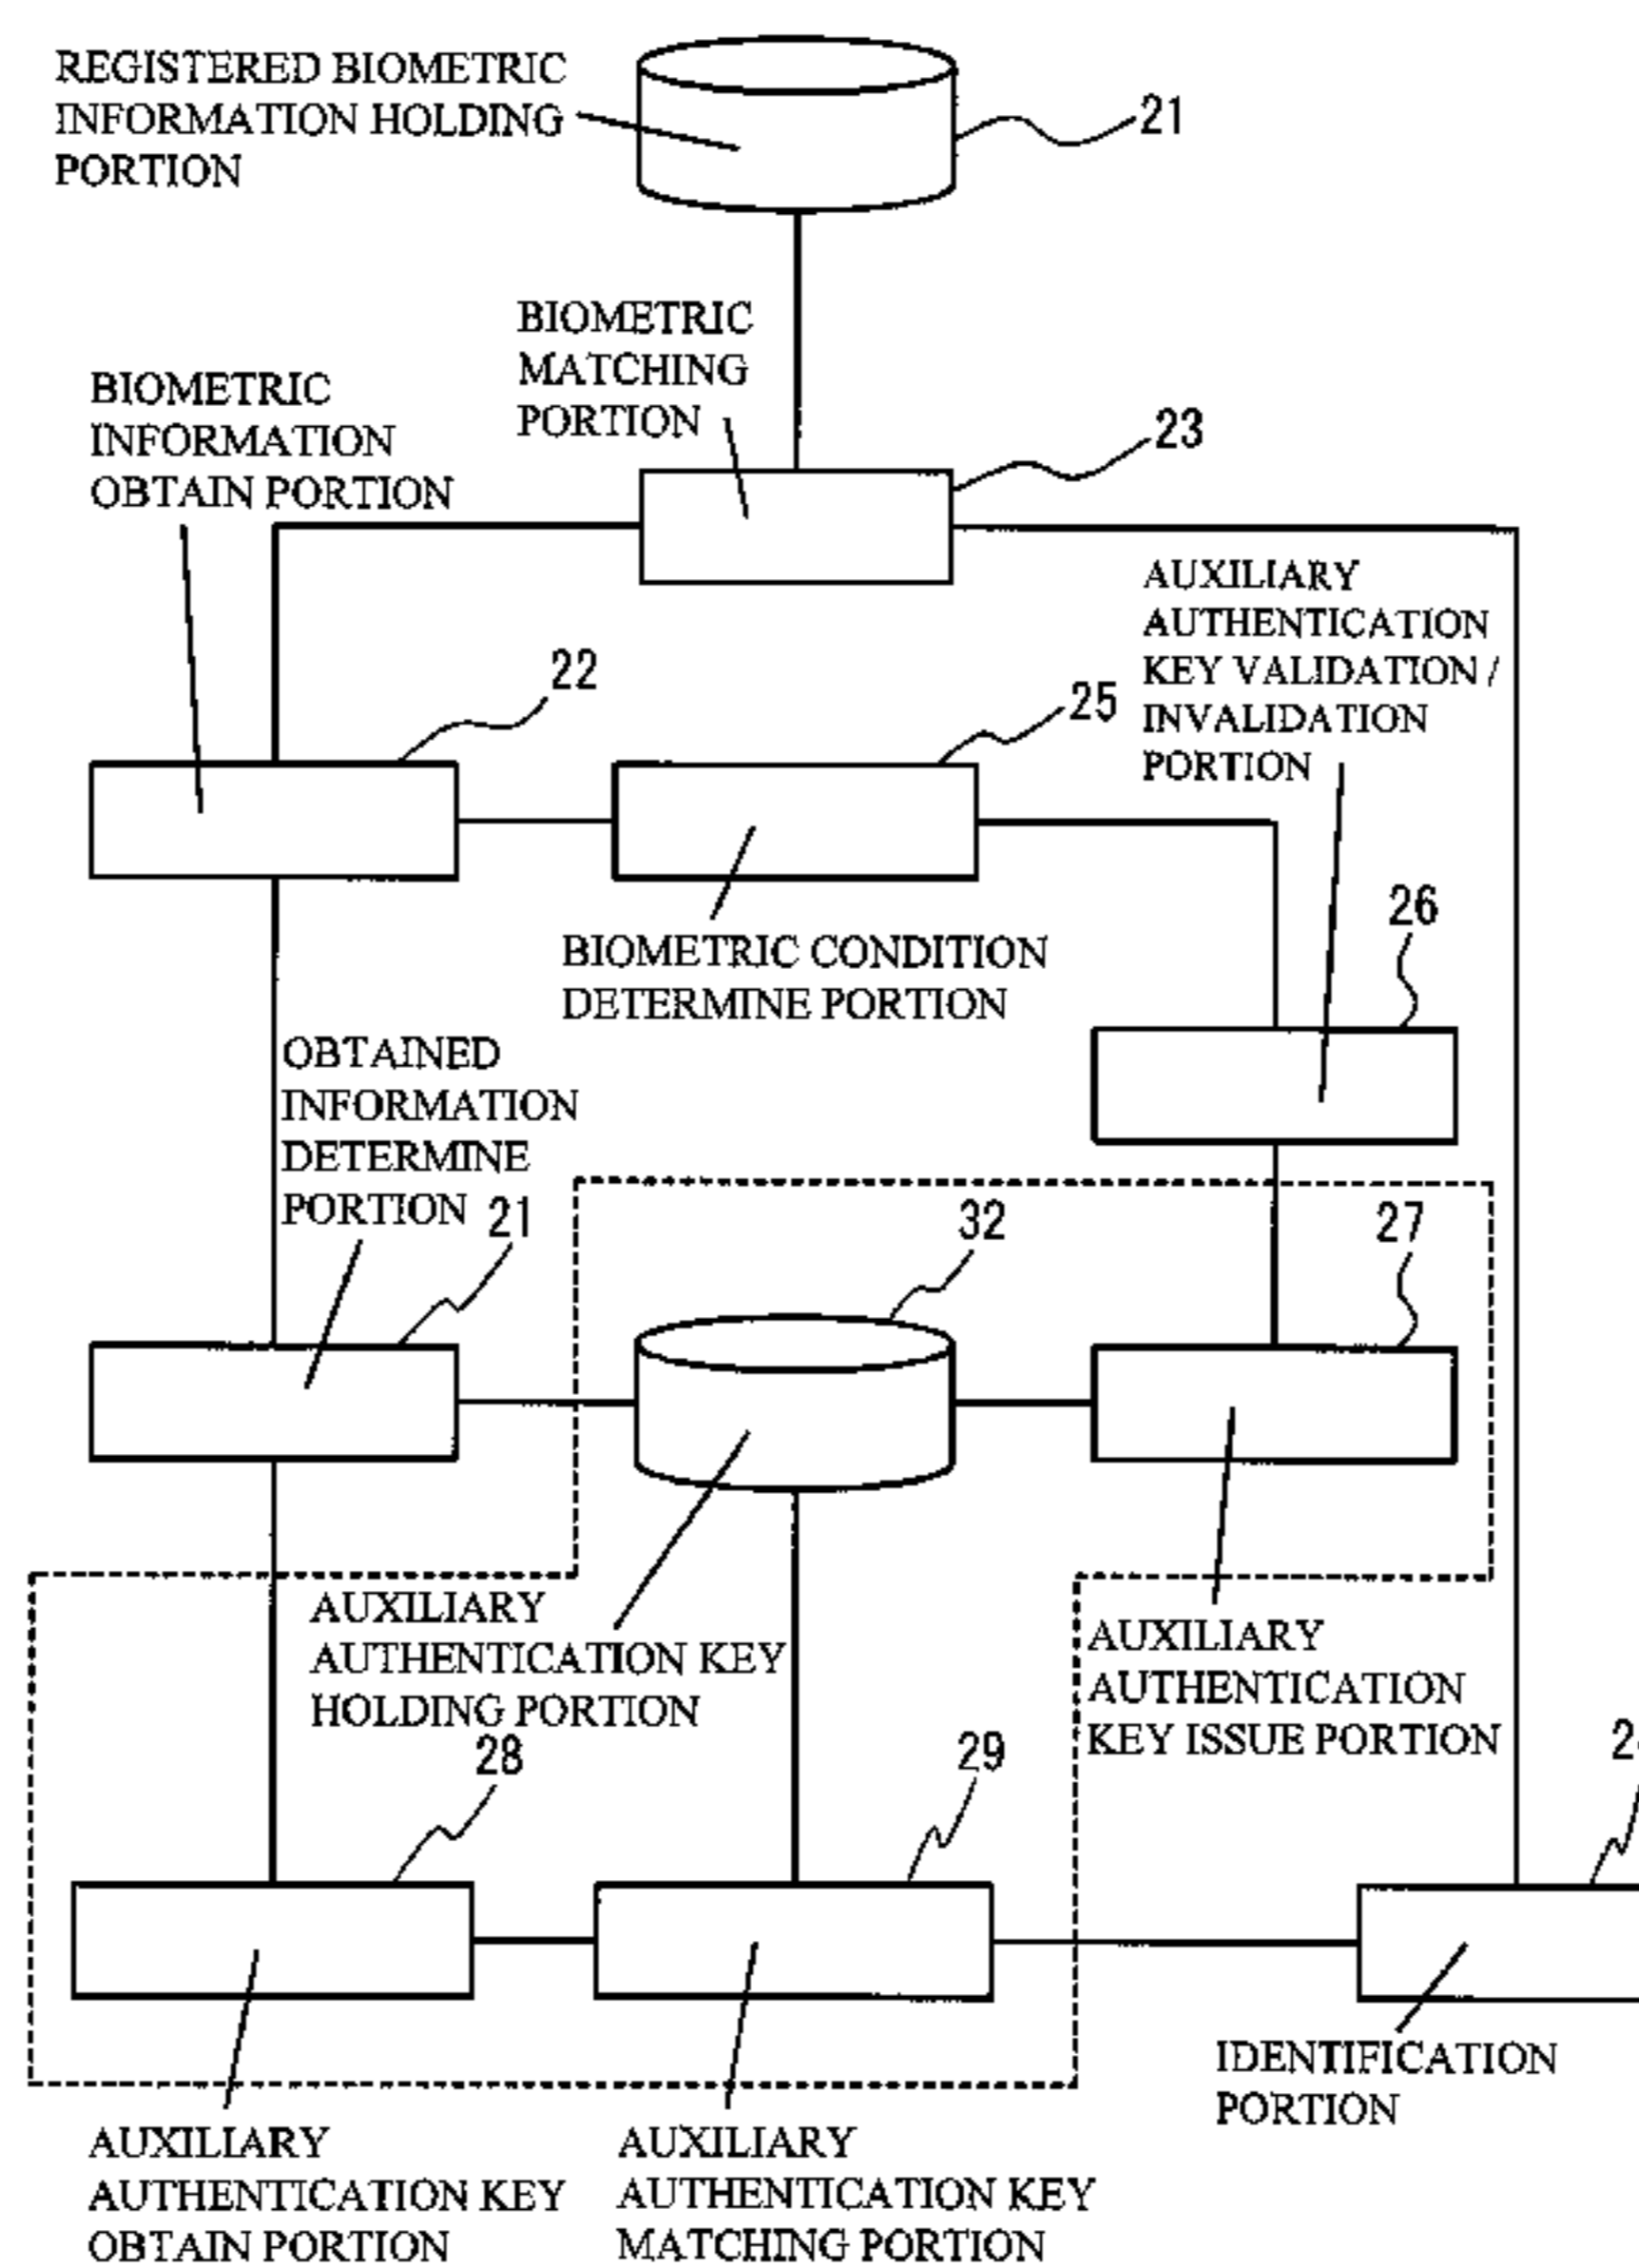 REGISTERED BIOMETRIC
INFORMATION HOLDING
PORTION
21
BIOMETRIC
MATCHING
PORTION
23
BIOMETRIC
INFORMATION
OBTAIN PORTION
22
25
AUXILIARY
AUTHENTICATION
KEY VALIDATION /
INVALIDATION
PORTION
BIOMETRIC CONDITION
DETERMINE PORTION
26
OBTAINED
INFORMATION
DETERMINE
PORTION
21
32
27
AUXILIARY
AUTHENTICATION KEY
HOLDING PORTION
AUXILIARY
AUTHENTICATION
KEY ISSUE PORTION
28
29
IDENTIFICATION
PORTION
AUXILIARY
AUTHENTICATION KEY
OBTAIN PORTION
AUXILIARY
AUTHENTICATION KEY
MATCHING PORTION